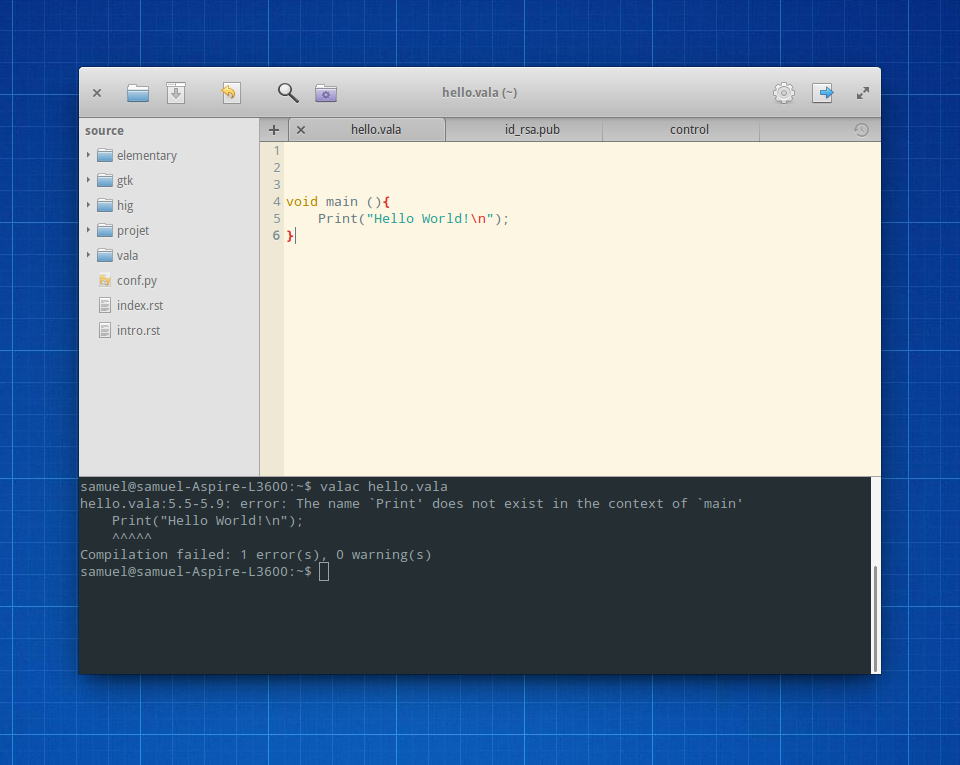 hello.vala (~)
source
elementary
gtk
hig
projet
vala
conf.py
index.rst
intro.rst
hello.vala
id_rsa.pub
control
1
2
3
4 void main (){
5     Print("Hello World!\n");
6 }
samuel@samuel-Aspire-L3600:~$ valac hello.vala
hello.vala:5.5-5.9: error: The name `Print' does not exist in the context of `main'
    Print("Hello World!\n");
    ^^^^^
Compilation failed: 1 error(s), 0 warning(s)
samuel@samuel-Aspire-L3600:~$